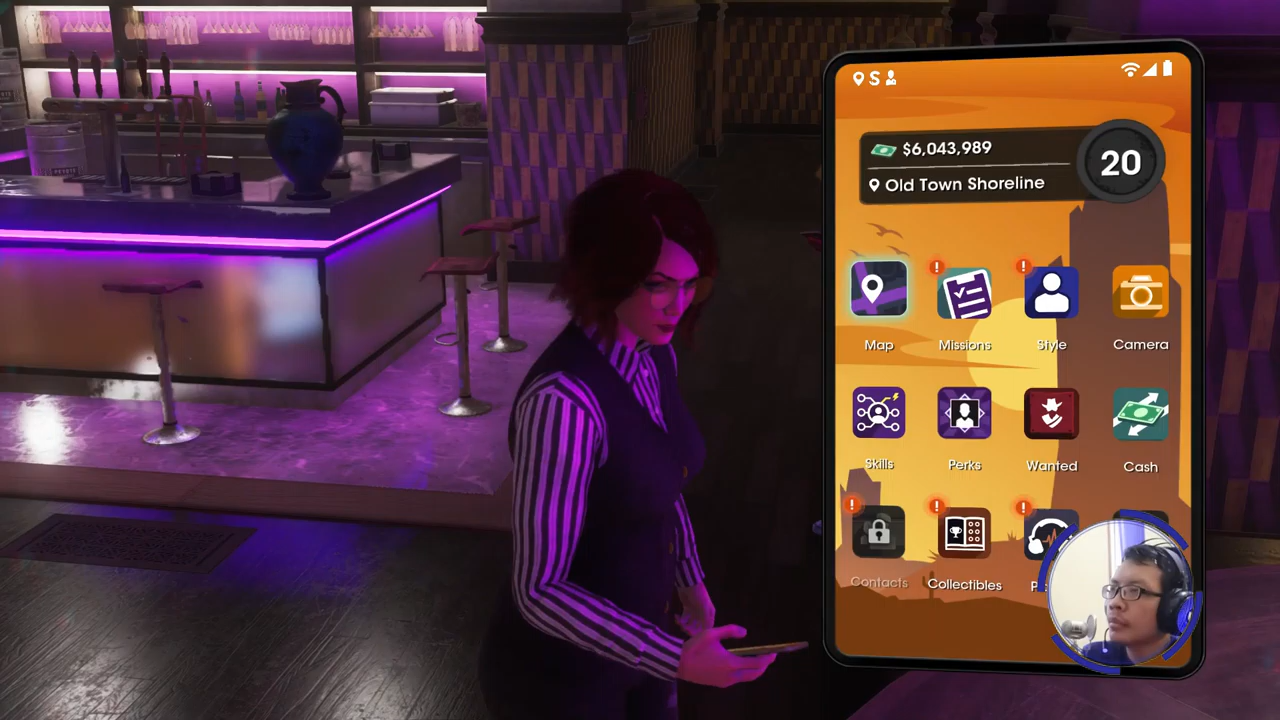 S
$6,043,989
20
Old Town Shoreline
Map
Missions
Style
Camera
Skills
Perks
Wanted
Cash
Contacts
Collectibles